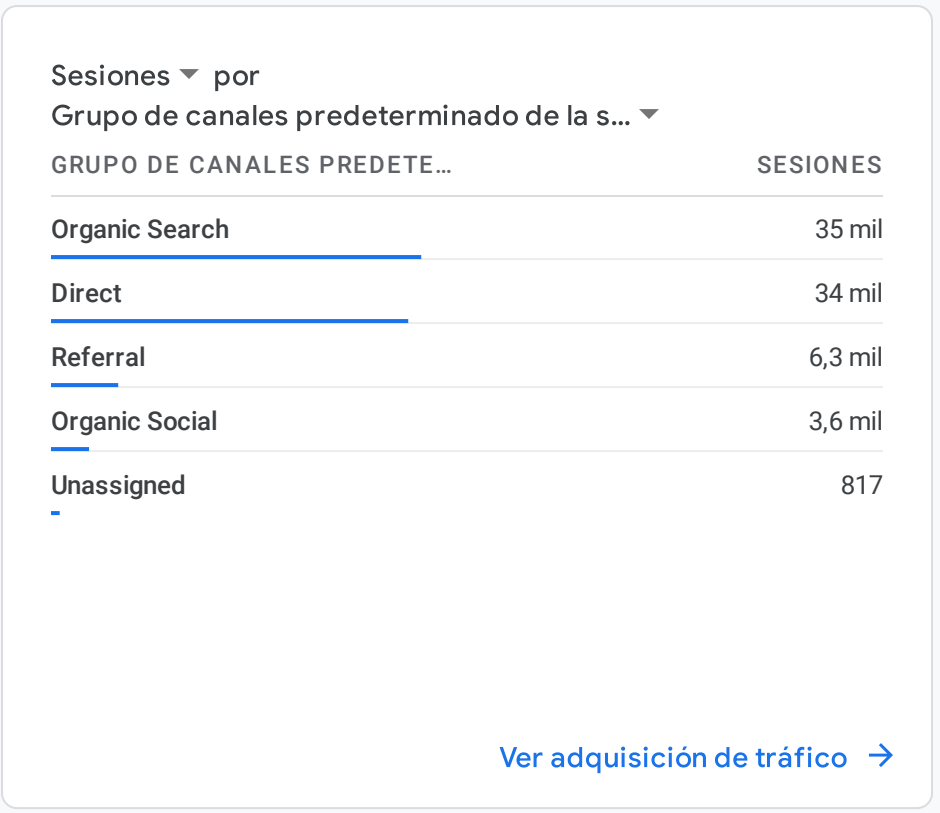 Sesiones por
Grupo de canales predeterminado de la s...
GRUPO DE CANALES PREDETE... SESIONES
Organic Search 35 mil
Direct 34 mil
Referral 6,3 mil
Organic Social 3,6 mil
Unassigned 817
Ver adquisición de tráfico